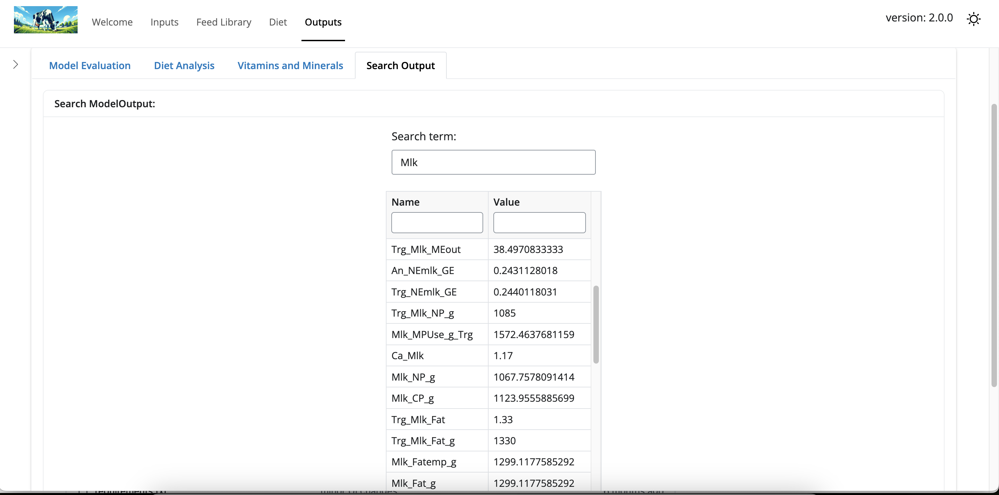 Welcome Inputs Feed Library Diet Outputs version: 2.0.0
Model Evaluation Diet Analysis Vitamins and Minerals Search Output
Search ModelOutput:
Search term:
Mlk
Name Value
Trg_Mlk_MEout 38.4970833333
An_NEmlk_GE 0.2431128018
Trg_NEmlk_GE 0.2440118031
Trg_Mlk_NP_g 1085
Mlk_MPUse_g_Trg 1572.4637681159
Ca_Mlk 1.17
Mlk_NP_g 1067.7578091414
Mlk_CP_g 1123.9555885699
Trg_Mlk_Fat 1.33
Trg_Mlk_Fat_g 1330
Mlk_Fatemp_g 1299.1177585292
Mlk_Fat_g 1299.1177585292